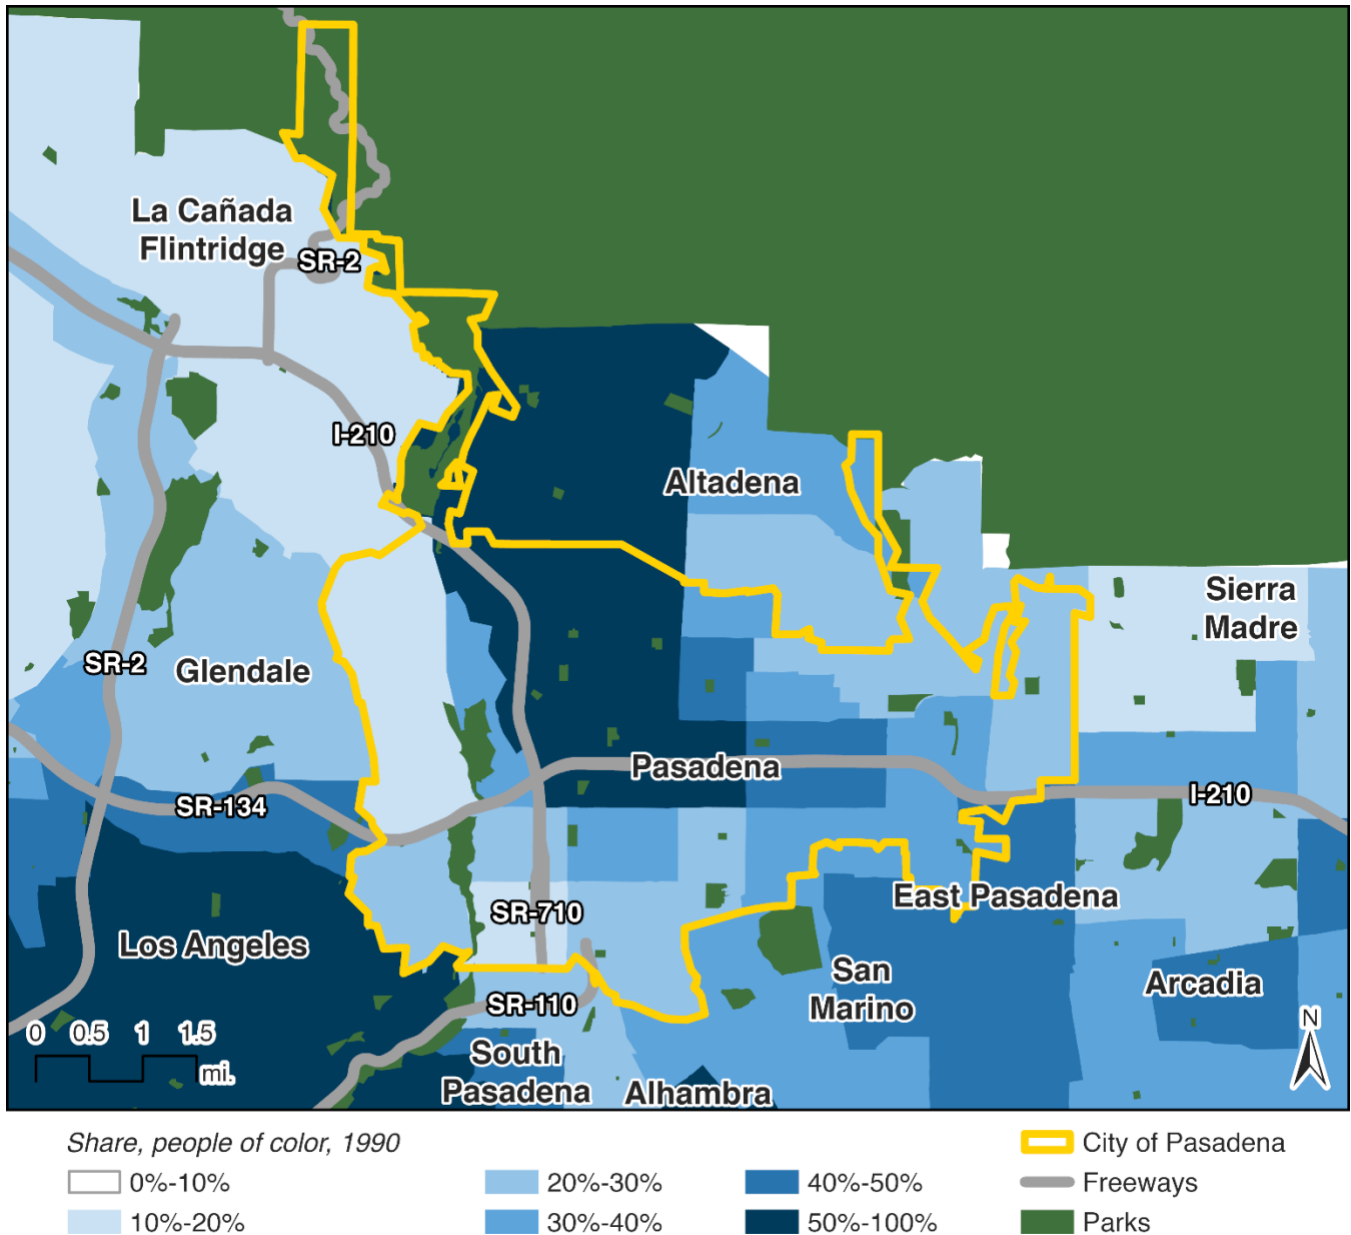 La Cañada
Flintridge
SR-2
I-210
Altadena
Sierra
Madre
SR-2
Glendale
Pasadena
SR-134
I-210
East Pasadena
SR-710
Los Angeles
San
Marino
Arcadia
SR-110
N
0 0.5 1 1.5
mi.
South
Pasadena
Alhambra
Share, people of color, 1990
0%-10%
10%-20%
20%-30%
30%-40%
40%-50%
50%-100%
City of Pasadena
Freeways
Parks